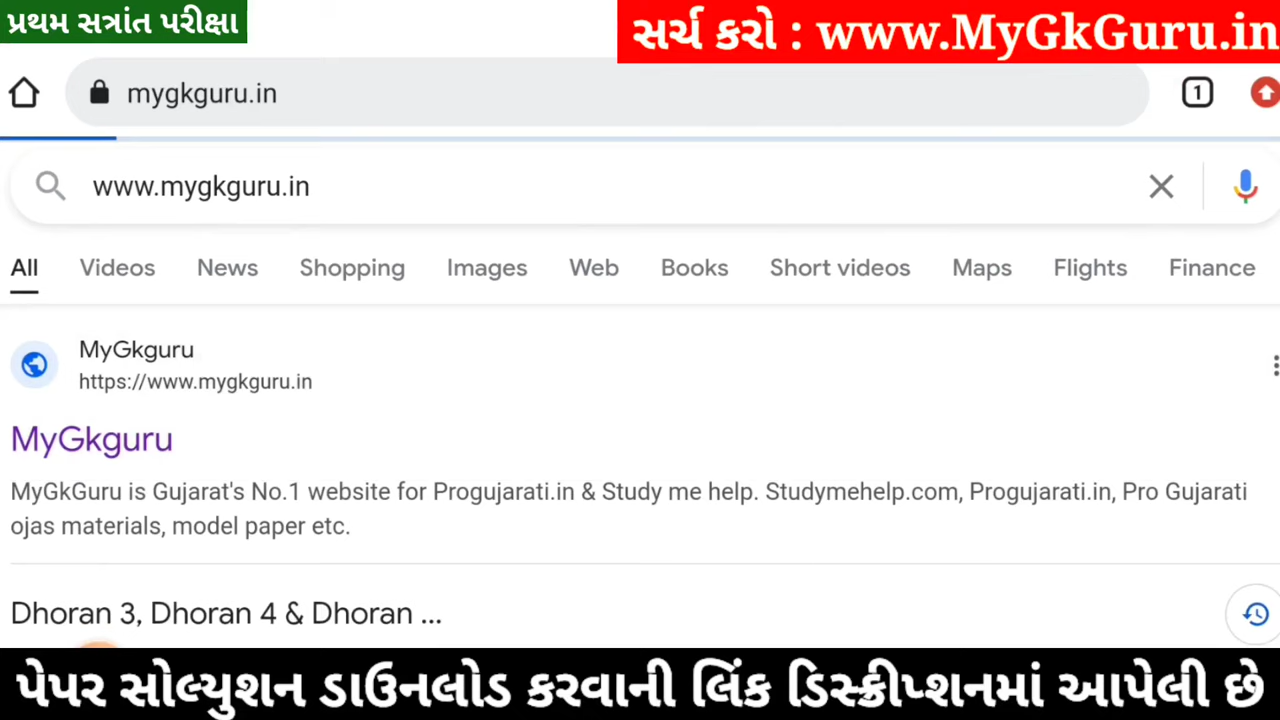 પ્રથમ સત્રાંત પરીક્ષા
સર્ચ કરો : www.MyGkGuru.in
mygkguru.in
1
www.mygkguru.in
All Videos News Shopping Images Web Books Short videos Maps Flights Finance
MyGkguru
https://www.mygkguru.in
MyGkguru
MyGkGuru is Gujarat's No.1 website for Progujarati.in & Study me help. Studymehelp.com, Progujarati.in, Pro Gujarati
ojas materials, model paper etc.
Dhoran 3, Dhoran 4 & Dhoran ...
પેપર સોલ્યુશન ડાઉનલોડ કરવાની લિંક ડિસ્ક્રીપ્શનમાં આપેલી છે